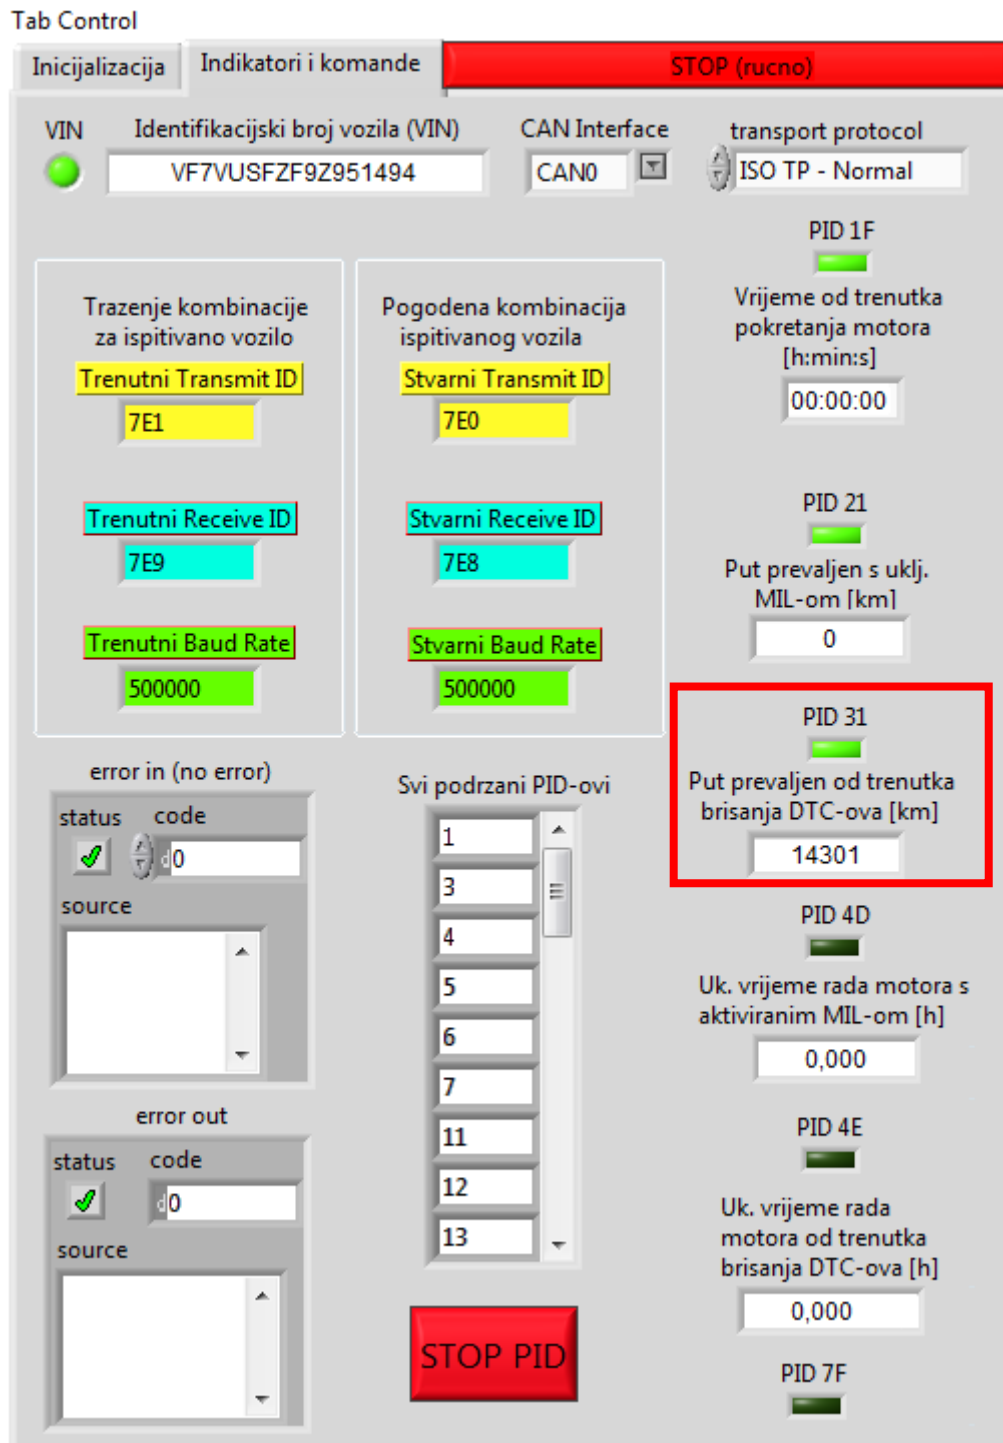 Tab Control
Inicijalizacija
Indikatori i komande
STOP (rucno)
VIN
Identifikacijski broj vozila (VIN)
VF7VUSFZF9Z951494
CAN Interface
CAN0
transport protocol
ISO TP - Normal
Trazenje kombinacije
za ispitivano vozilo
Trenutni Transmit ID
7E1
Trenutni Receive ID
7E9
Trenutni Baud Rate
500000
Pogodena kombinacija
ispitivanog vozila
Stvarni Transmit ID
7E0
Stvarni Receive ID
7E8
Stvarni Baud Rate
500000
PID 1F
Vrijeme od trenutka
pokretanja motora
[h:min:s]
00:00:00
PID 21
Put prevaljen s uklj.
MIL-om [km]
0
PID 31
Put prevaljen od trenutka
brisanja DTC-ova [km]
14301
PID 4D
Uk. vrijeme rada motora s
aktiviranim MIL-om [h]
0,000
PID 4E
Uk. vrijeme rada
motora od trenutka
brisanja DTC-ova [h]
0,000
PID 7F
error in (no error)
status
code
d0
source
error out
status
code
d0
source
Svi podrzani PID-ovi
1
3
4
5
6
7
11
12
13
STOP PID